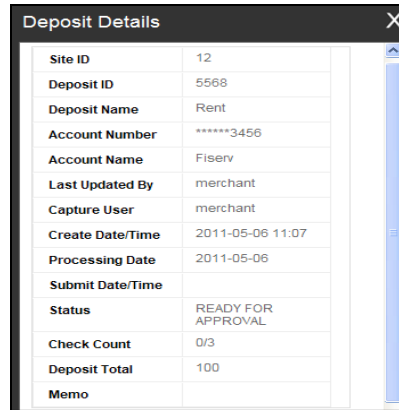 Deposit Details X
Site ID 12
Deposit ID 5568
Deposit Name Rent
Account Number ******3456
Account Name Fiserv
Last Updated By merchant
Capture User merchant
Create Date/Time 2011-05-06 11:07
Processing Date 2011-05-06
Submit Date/Time
Status READY FOR
APPROVAL
Check Count 0/3
Deposit Total 100
Memo